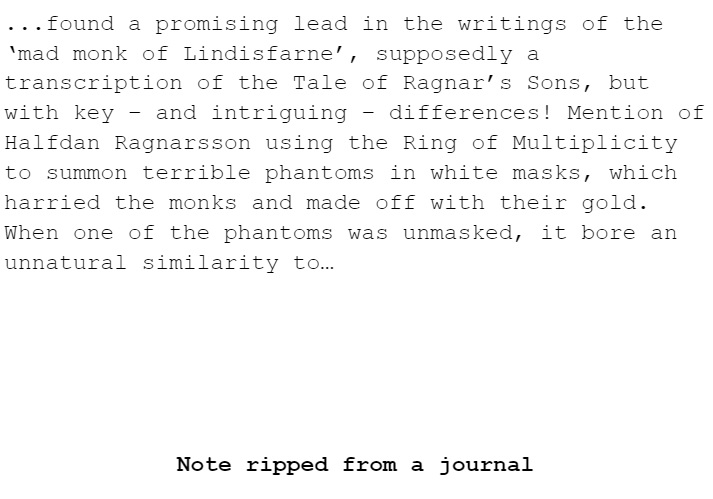 ...found a promising lead in the writings of the
‘mad monk of Lindisfarne’, supposedly a
transcription of the Tale of Ragnar’s Sons, but
with key – and intriguing – differences! Mention of
Halfdan Ragnarsson using the Ring of Multiplicity
to summon terrible phantoms in white masks, which
harried the monks and made off with their gold.
When one of the phantoms was unmasked, it bore an
unnatural similarity to…
Note ripped from a journal